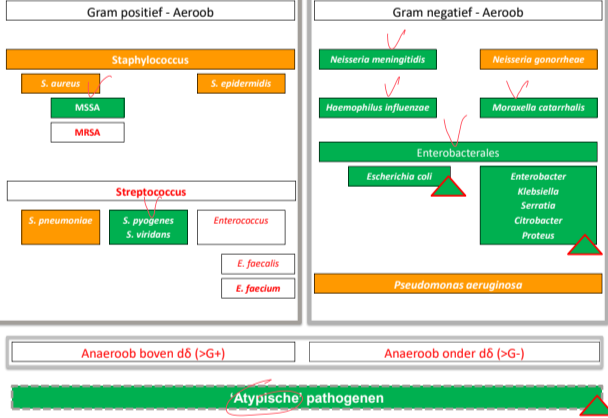 Gram positief - Aeroob
Staphylococcus
S. aureus
S. epidermidis
MSSA
MRSA
Streptococcus
S. pneumoniae
S. pyogenes
S. viridans
Enterococcus
E. faecalis
E. faecium
Gram negatief - Aeroob
Neisseria meningitidis
Neisseria gonorrheae
Haemophilus influenzae
Moraxella catarrhalis
Enterobacterales
Escherichia coli
Enterobacter
Klebsiella
Serratia
Citrobacter
Proteus
Pseudomonas aeruginosa
Anaeroob boven dδ (>G+)
Anaeroob onder dδ (>G-)
‘Atypische’ pathogenen